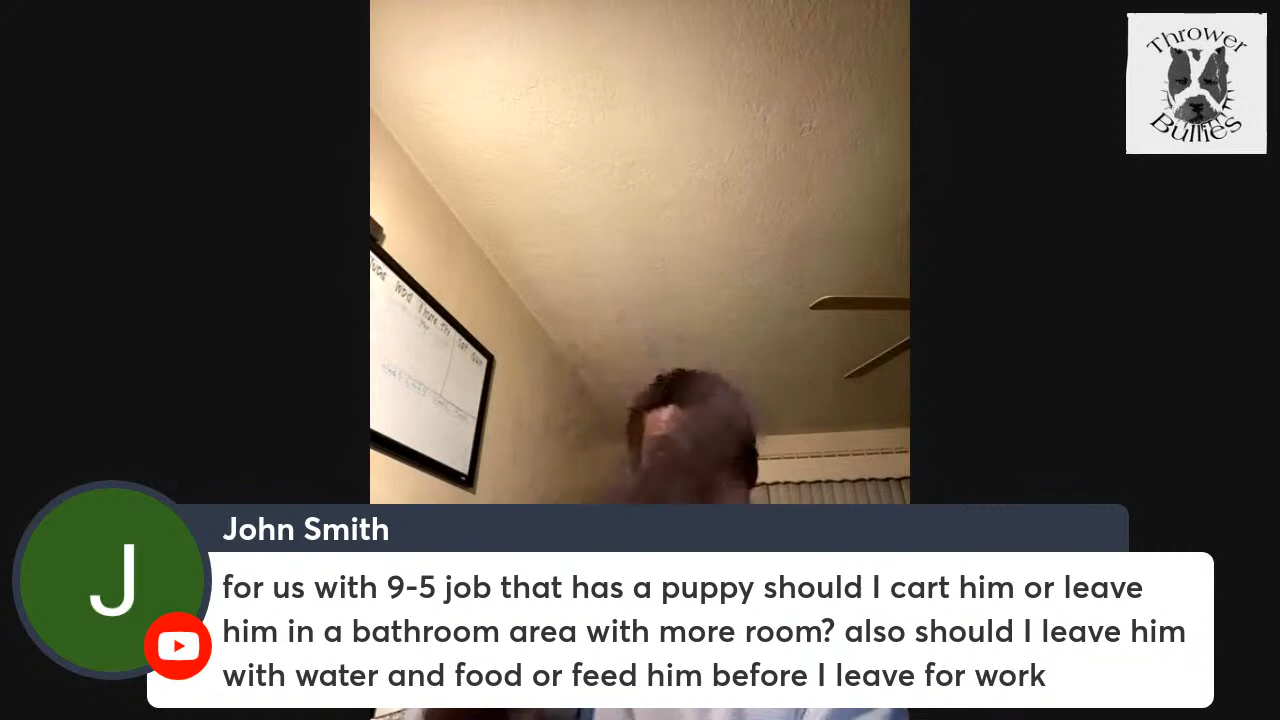 Thrower
Bullies
John Smith
for us with 9-5 job that has a puppy should I cart him or leave
him in a bathroom area with more room? also should I leave him
with water and food or feed him before I leave for work